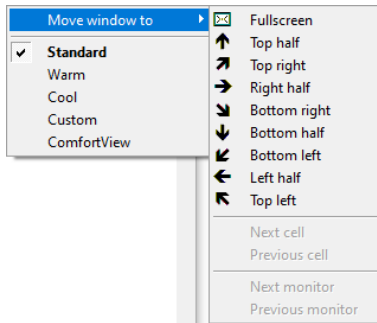 Move window to
Standard
Warm
Cool
Custom
ComfortView
Fullscreen
Top half
Top right
Right half
Bottom right
Bottom half
Bottom left
Left half
Top left
Next cell
Previous cell
Next monitor
Previous monitor